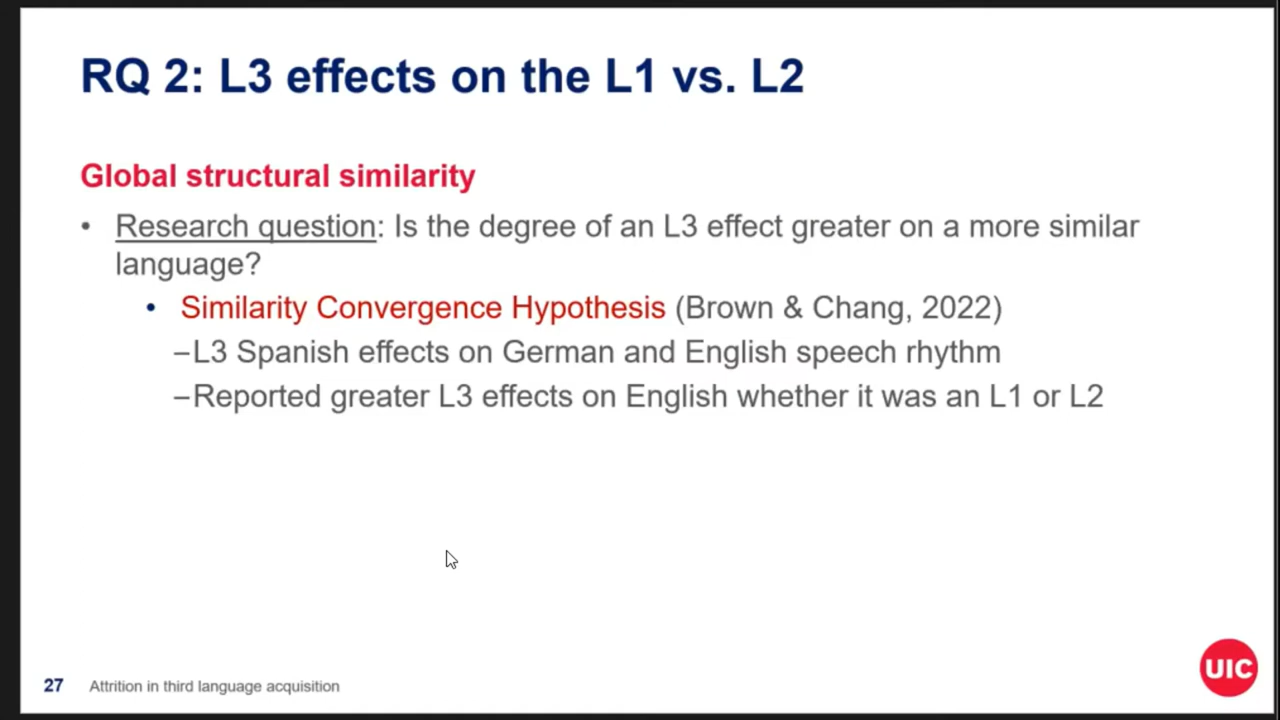 RQ 2: L3 effects on the L1 vs. L2
Global structural similarity
• Research question: Is the degree of an L3 effect greater on a more similar
language?
• Similarity Convergence Hypothesis (Brown & Chang, 2022)
–L3 Spanish effects on German and English speech rhythm
–Reported greater L3 effects on English whether it was an L1 or L2
27 Attrition in third language acquisition
UIC